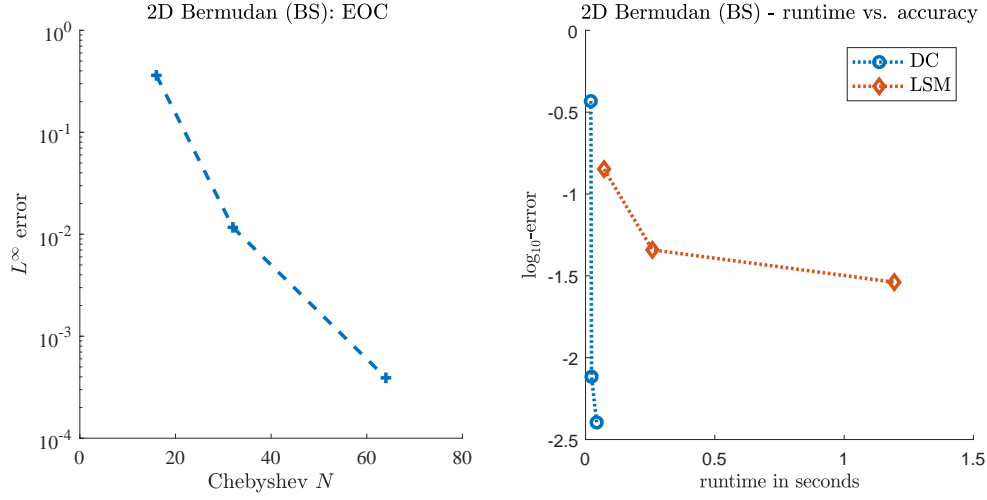 2D Bermudan (BS): EOC
10^0
10^-1
10^-2
10^-3
10^-4
L^∞ error
0 20 40 60 80
Chebyshev N
2D Bermudan (BS) - runtime vs. accuracy
DC
LSM
0
-0.5
-1
-1.5
-2
-2.5
log_10-error
0 0.5 1 1.5
runtime in seconds